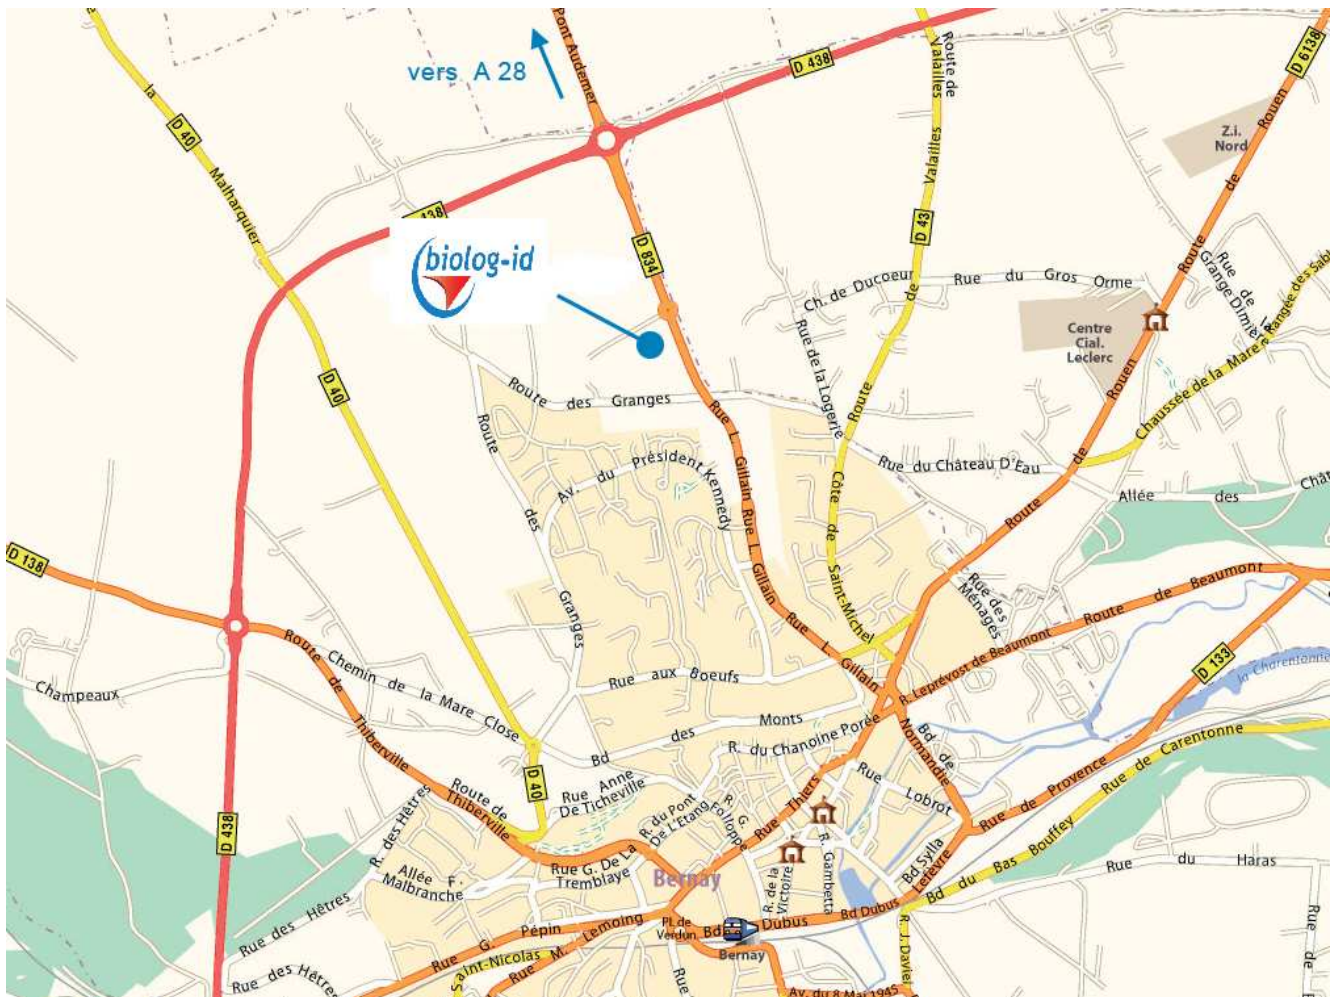 Pont Audemer
vers A 28
D 438
Route de
Valailles
D 6138
la
D 40
Malharquier
Z.i.
Nord
Rouen
de
Route
Valailles
D 43
de
Route
438
biolog-id
D 834
Ch. de Ducoeur
Rue du Gros Orme
Rue de la
Grange Dimière
Rangée des Sabl
Centre
Cial.
Leclerc
Rue de la Logerie
Rouen
de
Route
Chaussée de la Mare
D 40
Route des Granges
Rue L. Gillain
Rue L. Gillain
Rue L. Gillain
Route
des
Granges
Av. du Président Kennedy
Côte
de
Saint-Michel
Rue du Château D'Eau
Allée des Chât
D 138
Rue des
Ménages
Route de Beaumont
R. Leprévost de Beaumont
D 133
la Charentonne
Route de Thiberville
Chemin de la Mare Close
Champeaux
Rue aux Boeufs
Bd des Monts
R. du Chanoine Porée
Bd de
Normandie
Rue de Carentonne
D 40
Rue Anne
De Ticheville
Route de
Thiberville
R. du Pont
De L'Etang
R. G.
Folloppe
Rue Thiers
Rue Lobrot
Rue de Provence
D 438
R. des Hêtres
Allée F.
Malbranche
Rue G. De La
Tremblaye
Bernay
R. de la
Victoire
R. Gambetta
Bd Sylla
Lefèvre
Bd du Bas Bouffey
Rue du Haras
Rue des Hêtres
Rue G. Pépin
Rue M. Lemoing
Pl. de
Verdun
Bd
Dubus
Bd Dubus
Bernay
R. J. Daviel
Saint-Nicolas
Rue des Hêtres
Av. du 8 Mai 1945
Rue de